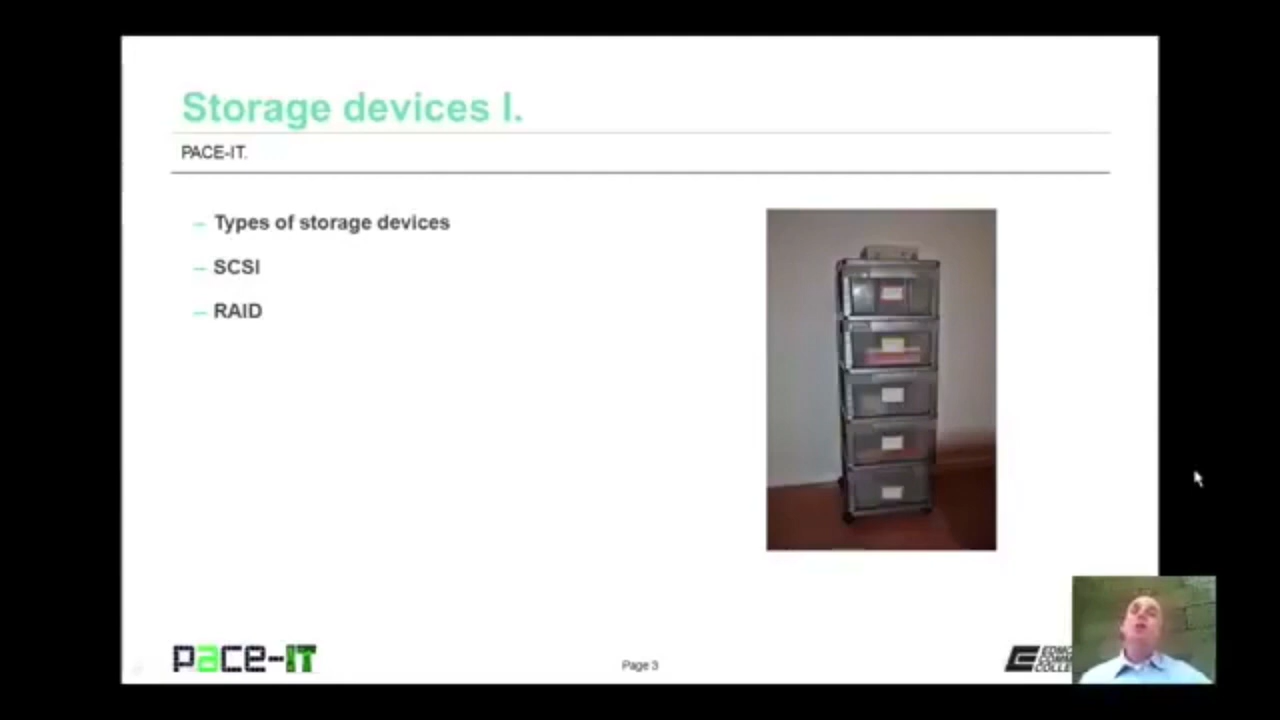 Storage devices I.
PACE-IT.
– Types of storage devices
– SCSI
– RAID
pace-IT
Page 3